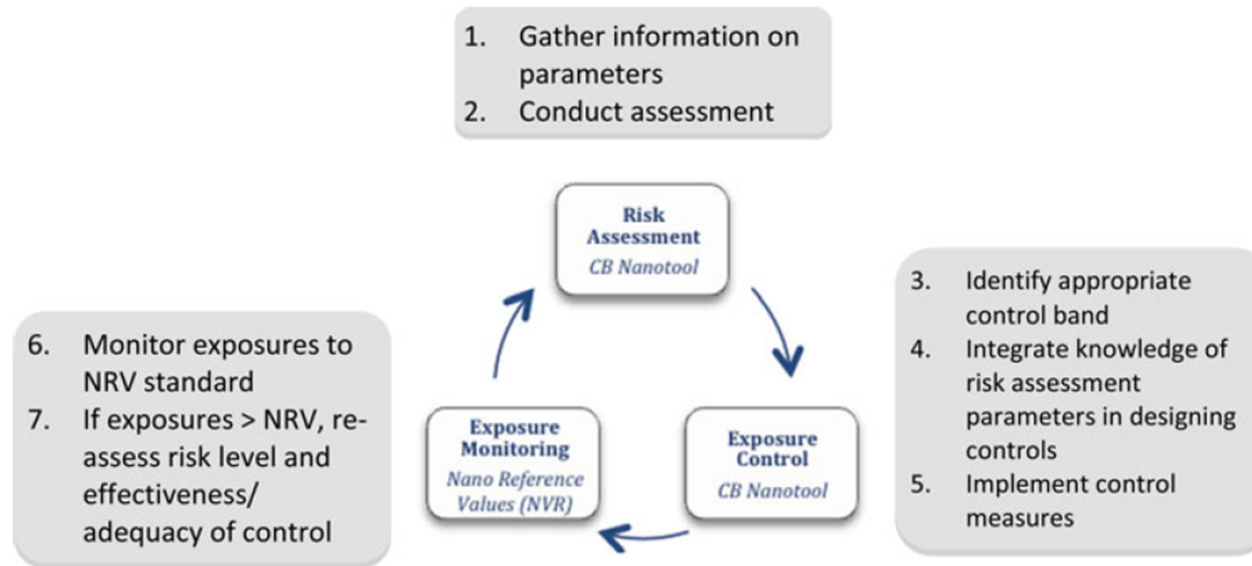 1. Gather information on
parameters
2. Conduct assessment
Risk
Assessment
CB Nanotool
3. Identify appropriate
control band
4. Integrate knowledge of
risk assessment
parameters in designing
controls
5. Implement control
measures
6. Monitor exposures to
NRV standard
7. If exposures > NRV, re-
assess risk level and
effectiveness/
adequacy of control
Exposure
Monitoring
Nano Reference
Values (NVR)
Exposure
Control
CB Nanotool